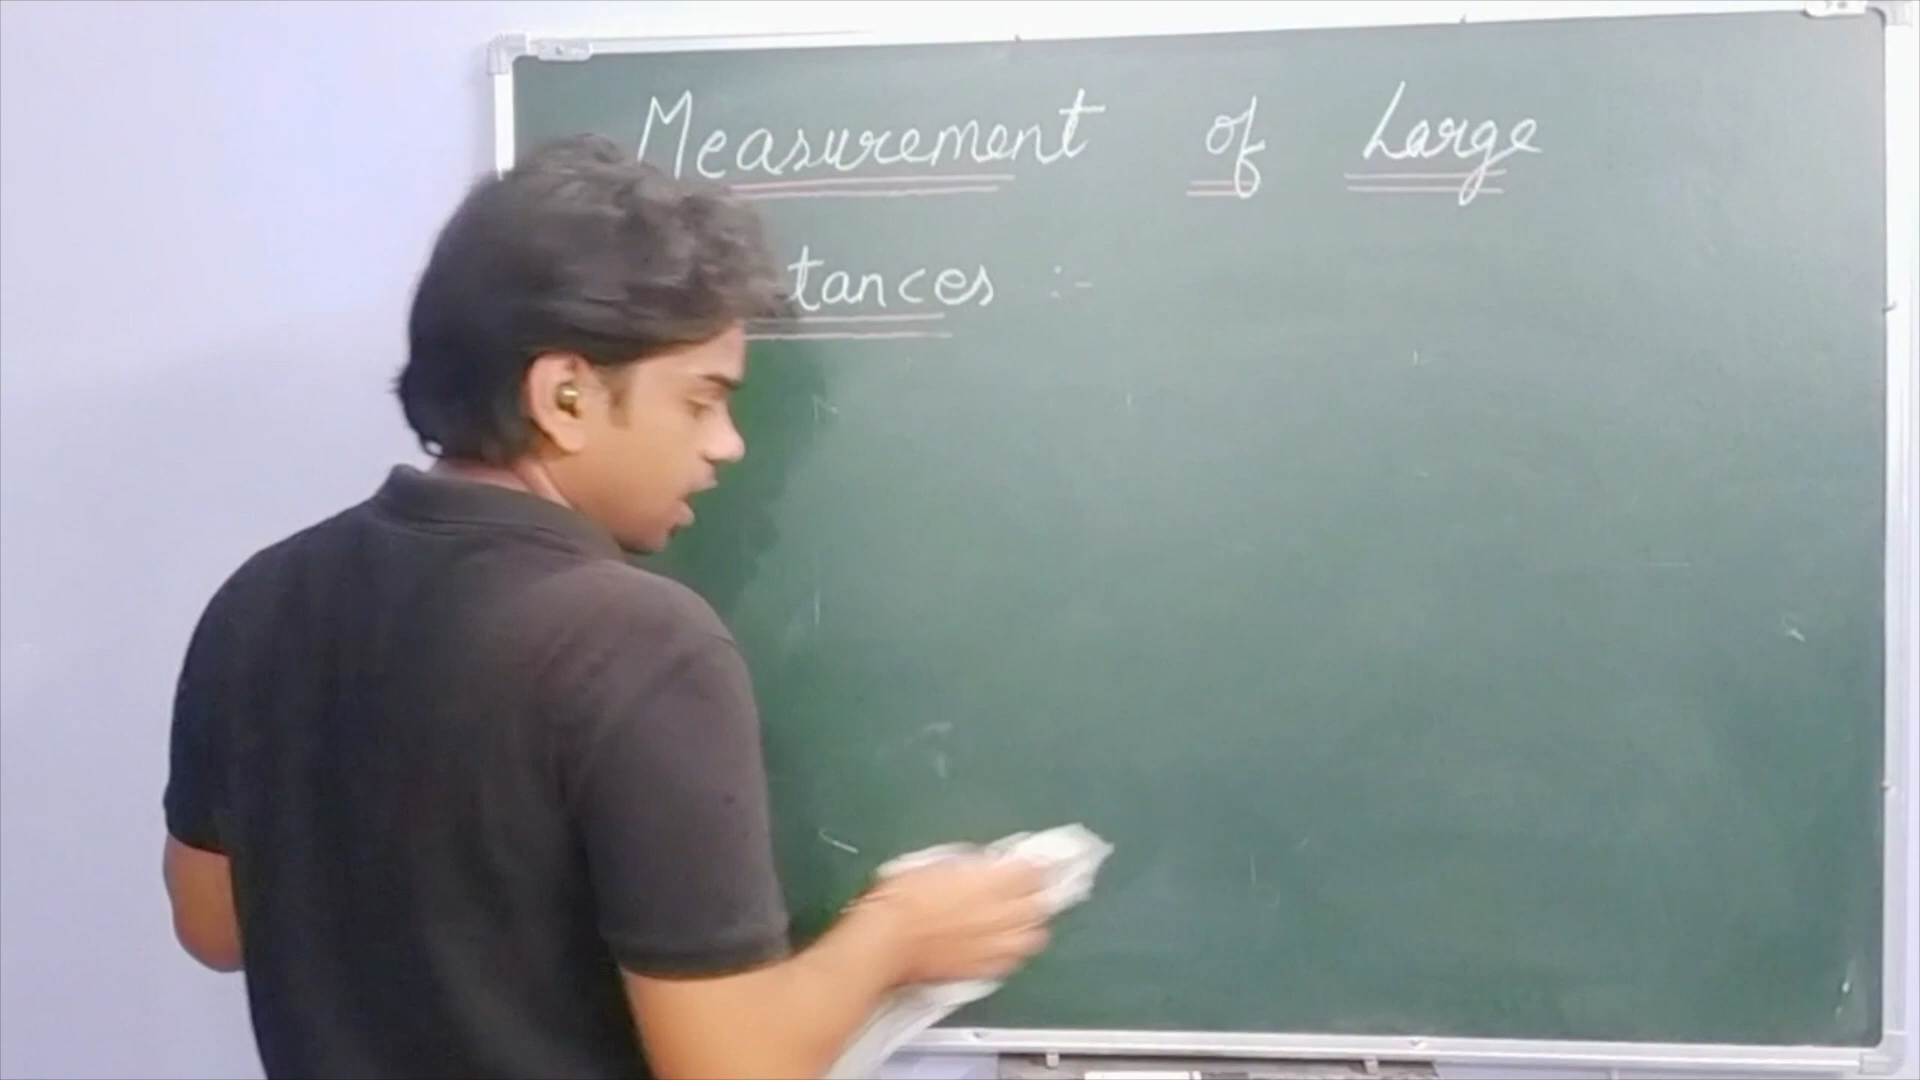 Measurement of Large
tances :-